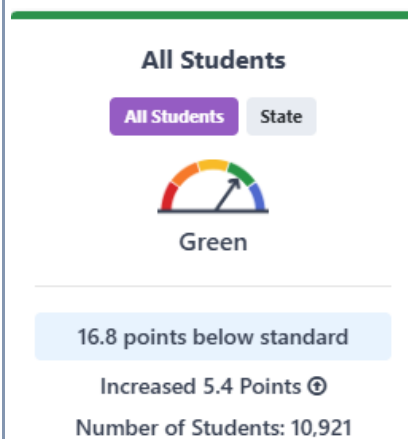 All Students
All Students State
Green
16.8 points below standard
Increased 5.4 Points
Number of Students: 10,921